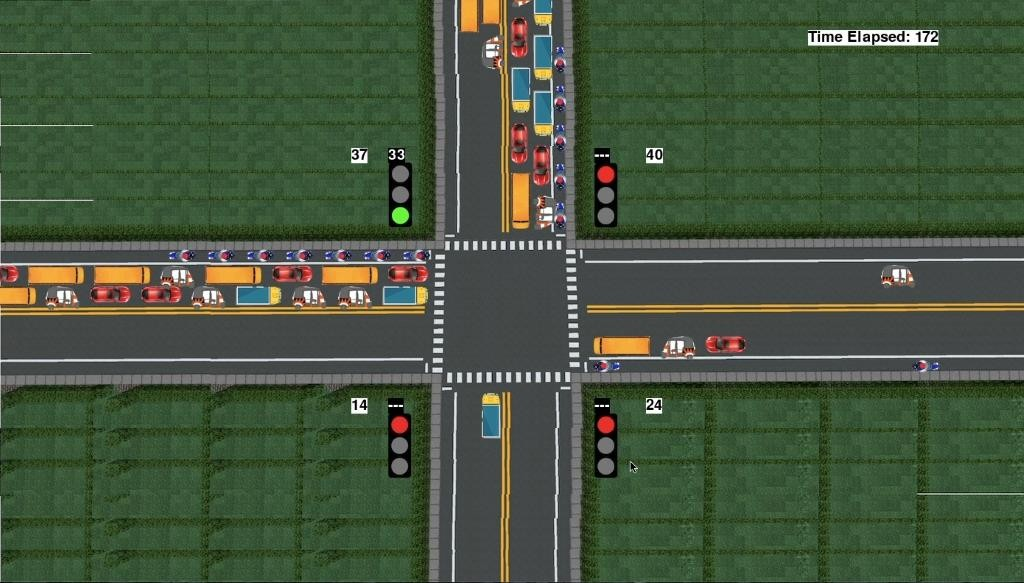 Time Elapsed: 172
37 33
--- 40
14 ---
--- 24